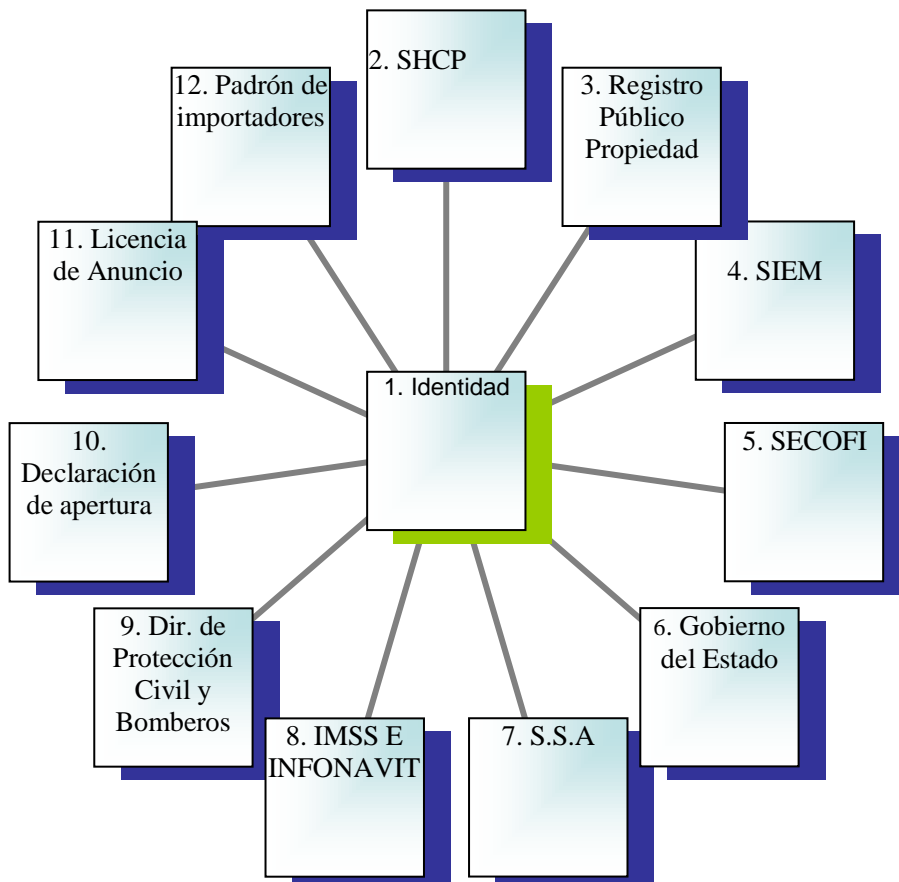 1. Identidad
2. SHCP
3. Registro
Público
Propiedad
4. SIEM
5. SECOFI
6. Gobierno
del Estado
7. S.S.A
8. IMSS E
INFONAVIT
9. Dir. de
Protección
Civil y
Bomberos
10.
Declaración
de apertura
11. Licencia
de Anuncio
12. Padrón de
importadores